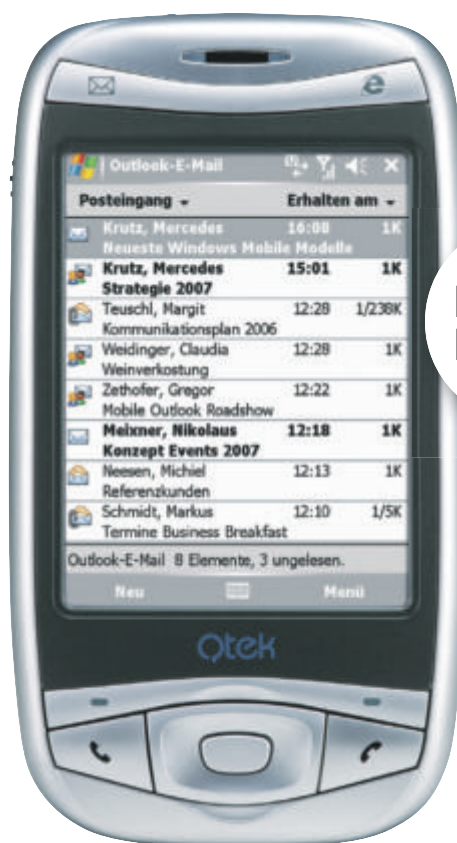 Outlook-E-Mail
Posteingang Erhalten am
Krutz, Mercedes 16:08 1K
Neueste Windows Mobile Modelle
Krutz, Mercedes 15:01 1K
Strategie 2007
Teuschl, Margit 12:28 1/238K
Kommunikationsplan 2006
Weidinger, Claudia 12:28 1K
Weinverkostung
Zethofer, Gregor 12:22 1K
Mobile Outlook Roadshow
Meixner, Nikolaus 12:18 1K
Konzept Events 2007
Neesen, Michiel 12:13 1K
Referenzkunden
Schmidt, Markus 12:10 1/5K
Termine Business Breakfast
Outlook-E-Mail 8 Elemente, 3 ungelesen.
Neu Menü
Qtek